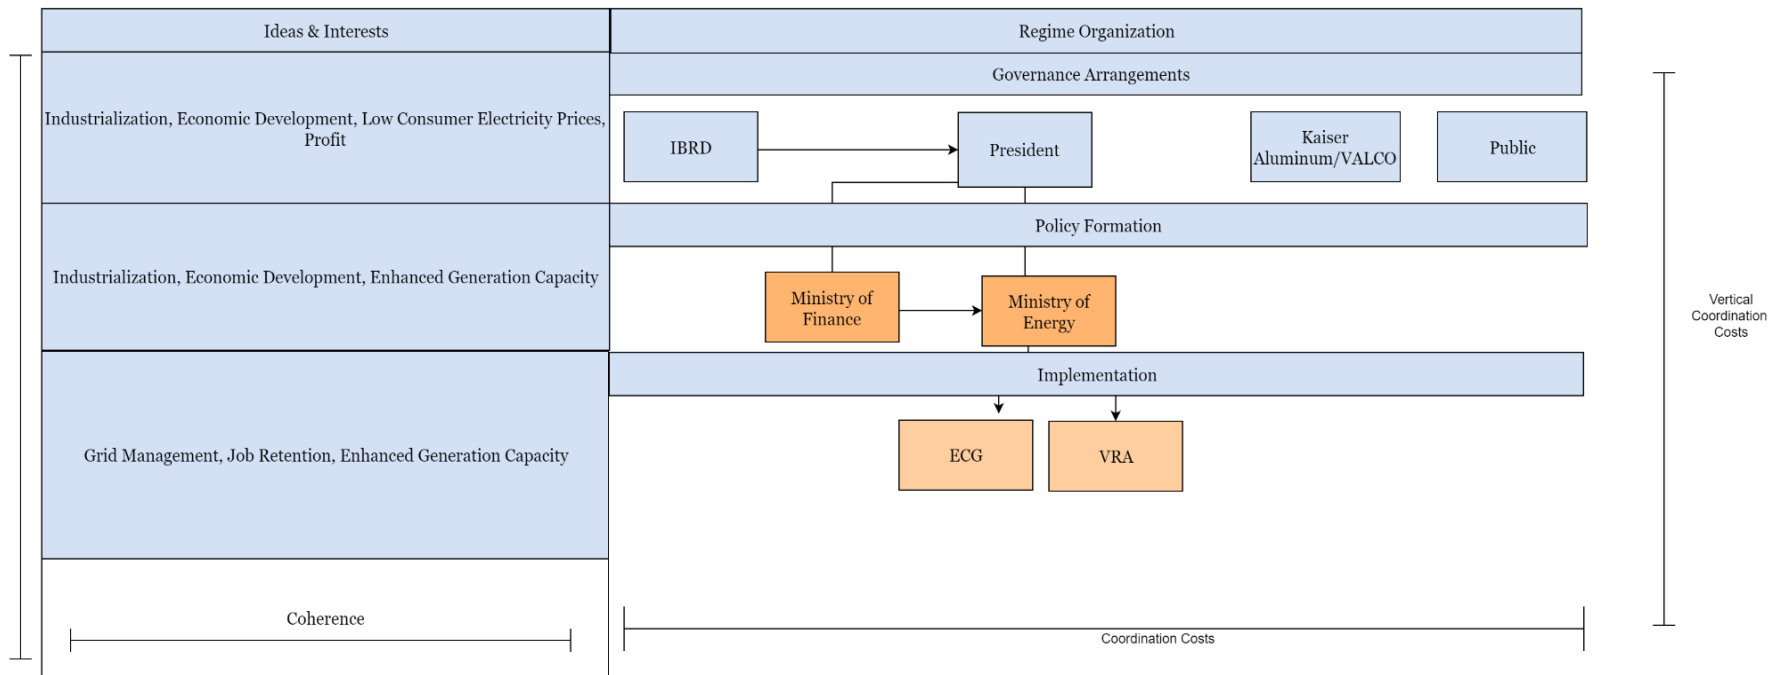 Ideas & Interests
Regime Organization
Governance Arrangements
Industrialization, Economic Development, Low Consumer Electricity Prices,
Profit
IBRD
President
Kaiser
Aluminum/VALCO
Public
Policy Formation
Industrialization, Economic Development, Enhanced Generation Capacity
Ministry of
Finance
Ministry of
Energy
Vertical
Coordination
Costs
Implementation
Grid Management, Job Retention, Enhanced Generation Capacity
ECG
VRA
Coherence
Coordination Costs